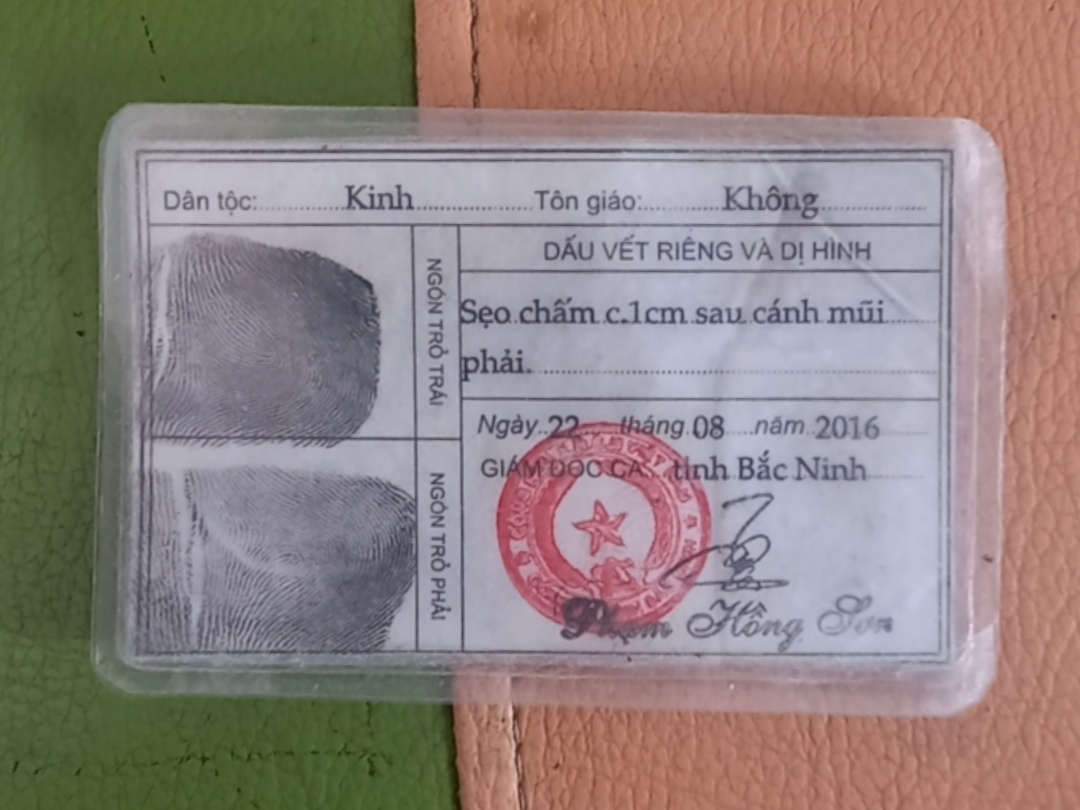 Dân tộc: Kinh Tôn giáo: Không
NGÓN TRỎ TRÁI
DẤU VẾT RIÊNG VÀ DỊ HÌNH
Sẹo chấm c.1cm sau cánh mũi
phải.
NGÓN TRỎ PHẢI
Ngày 22 tháng 08 năm 2016
GIÁM ĐỐC CA tỉnh Bắc Ninh
Phạm Hồng Sơn